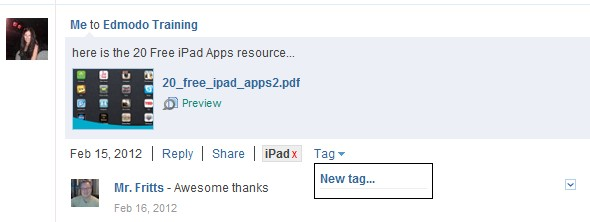 Me to Edmodo Training
here is the 20 Free iPad Apps resource...
20_free_ipad_apps2.pdf
Preview
Feb 15, 2012 | Reply | Share | iPad x Tag
New tag...
Mr. Fritts - Awesome thanks
Feb 16, 2012